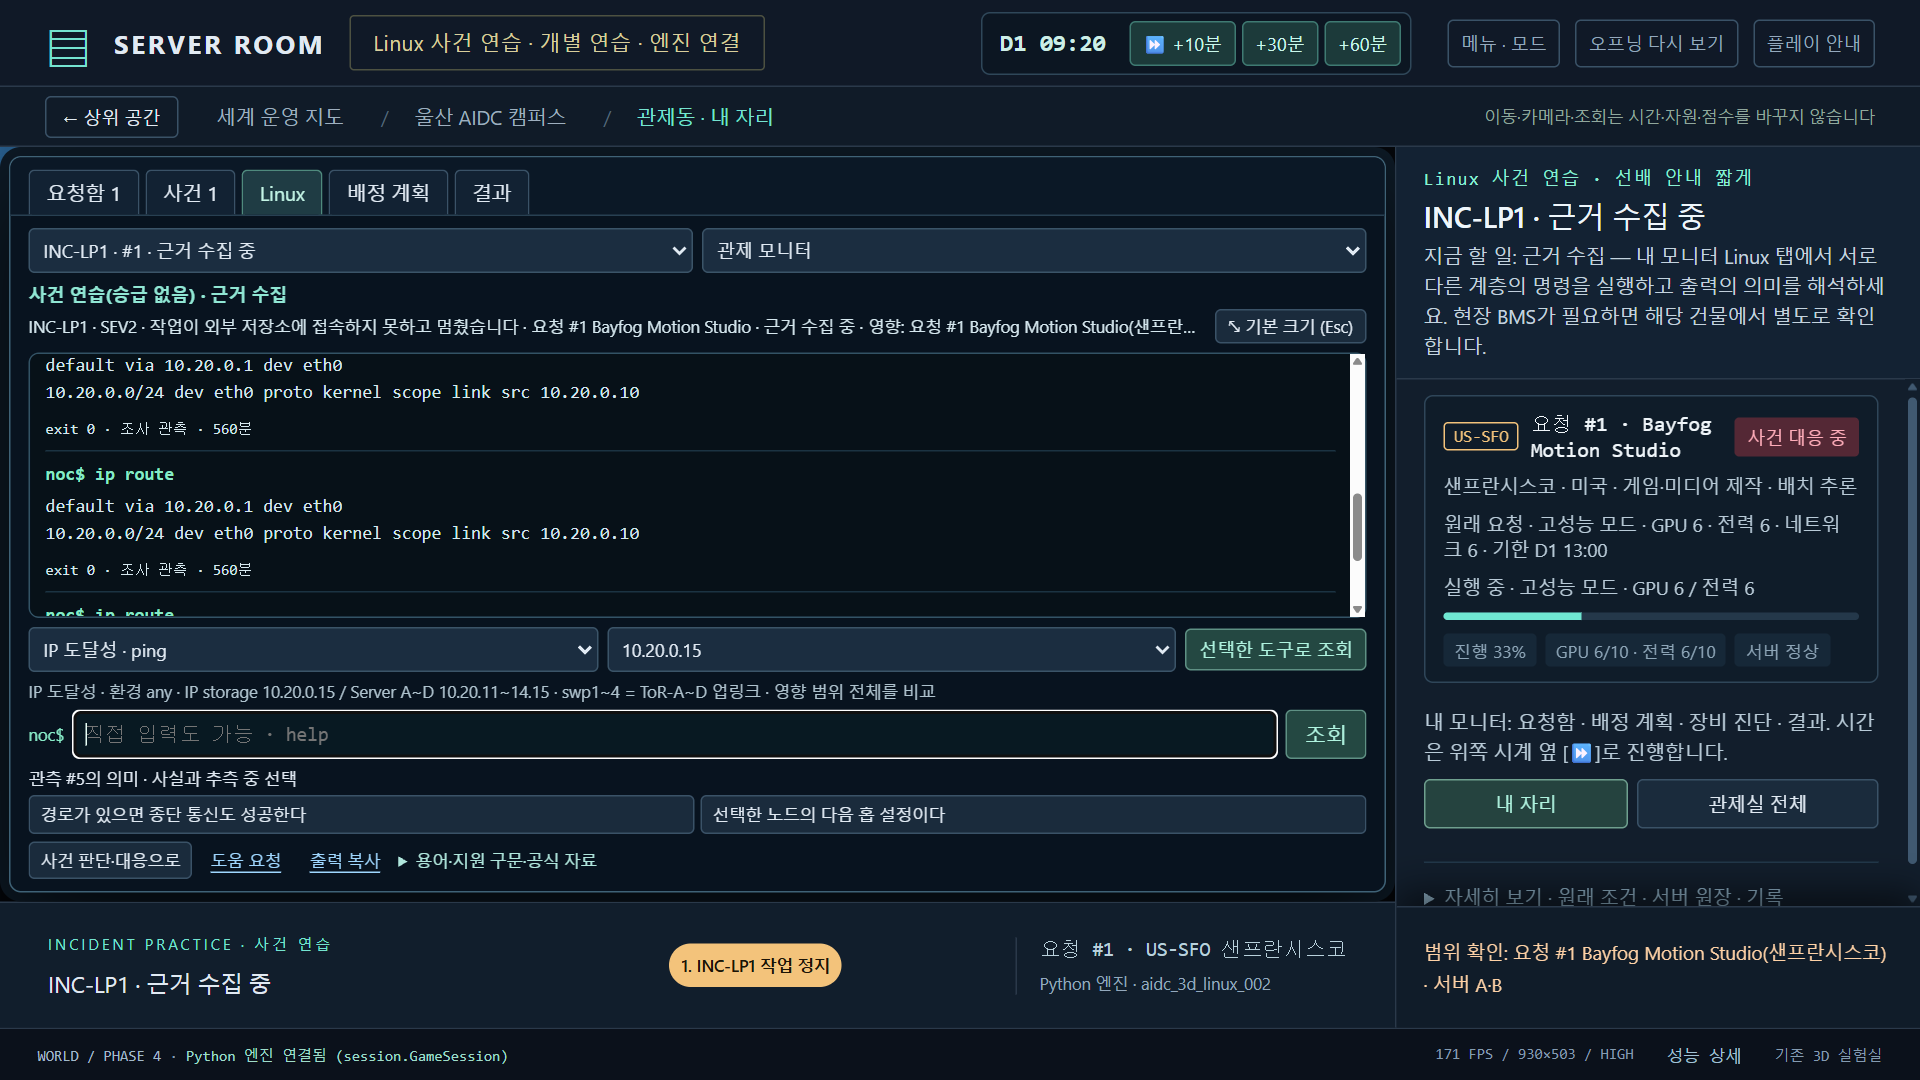 SERVER ROOM
Linux 사건 연습 · 개별 연습 · 엔진 연결
D1 09:20
⏩ +10분
+30분
+60분
메뉴 · 모드
오프닝 다시 보기
플레이 안내
← 상위 공간
세계 운영 지도 / 울산 AIDC 캠퍼스 / 관제동 · 내 자리
이동·카메라·조회는 시간·자원·점수를 바꾸지 않습니다
요청함 1
사건 1
Linux
배정 계획
결과
INC-LP1 · #1 · 근거 수집 중
관제 모니터
사건 연습(승급 없음) · 근거 수집
INC-LP1 · SEV2 · 작업이 외부 저장소에 접속하지 못하고 멈췄습니다 · 요청 #1 Bayfog Motion Studio · 근거 수집 중 · 영향: 요청 #1 Bayfog Motion Studio(샌프란...
⤡ 기본 크기 (Esc)
default via 10.20.0.1 dev eth0
10.20.0.0/24 dev eth0 proto kernel scope link src 10.20.0.10
exit 0 · 조사 관측 · 560분
noc$ ip route
default via 10.20.0.1 dev eth0
10.20.0.0/24 dev eth0 proto kernel scope link src 10.20.0.10
exit 0 · 조사 관측 · 560분
noc$ ip route
IP 도달성 · ping
10.20.0.15
선택한 도구로 조회
IP 도달성 · 환경 any · IP storage 10.20.0.15 / Server A~D 10.20.11~14.15 · swp1~4 = ToR-A~D 업링크 · 영향 범위 전체를 비교
noc$
직접 입력도 가능 · help
조회
관측 #5의 의미 · 사실과 추측 중 선택
경로가 있으면 종단 통신도 성공한다
선택한 노드의 다음 홉 설정이다
사건 판단·대응으로
도움 요청
출력 복사
▶ 용어·지원 구문·공식 자료
Linux 사건 연습 · 선배 안내 짧게
INC-LP1 · 근거 수집 중
지금 할 일: 근거 수집 — 내 모니터 Linux 탭에서 서로
다른 계층의 명령을 실행하고 출력의 의미를 해석하세
요. 현장 BMS가 필요하면 해당 건물에서 별도로 확인
합니다.
US-SFO
요청 #1 · Bayfog
Motion Studio
사건 대응 중
샌프란시스코 · 미국 · 게임·미디어 제작 · 배치 추론
원래 요청 · 고성능 모드 · GPU 6 · 전력 6 · 네트워
크 6 · 기한 D1 13:00
실행 중 · 고성능 모드 · GPU 6 / 전력 6
진행 33%
GPU 6/10 · 전력 6/10
서버 정상
내 모니터: 요청함 · 배정 계획 · 장비 진단 · 결과. 시간
은 위쪽 시계 옆 [⏩]로 진행합니다.
내 자리
관제실 전체
▶ 자세히 보기 · 원래 조건 · 서버 원장 · 기록
INCIDENT PRACTICE · 사건 연습
INC-LP1 · 근거 수집 중
1. INC-LP1 작업 정지
요청 #1 · US-SFO 샌프란시스코
Python 엔진 · aidc_3d_linux_002
범위 확인: 요청 #1 Bayfog Motion Studio(샌프란시스코)
· 서버 A·B
WORLD / PHASE 4 · Python 엔진 연결됨 (session.GameSession)
171 FPS / 930×503 / HIGH
성능 상세
기존 3D 실험실